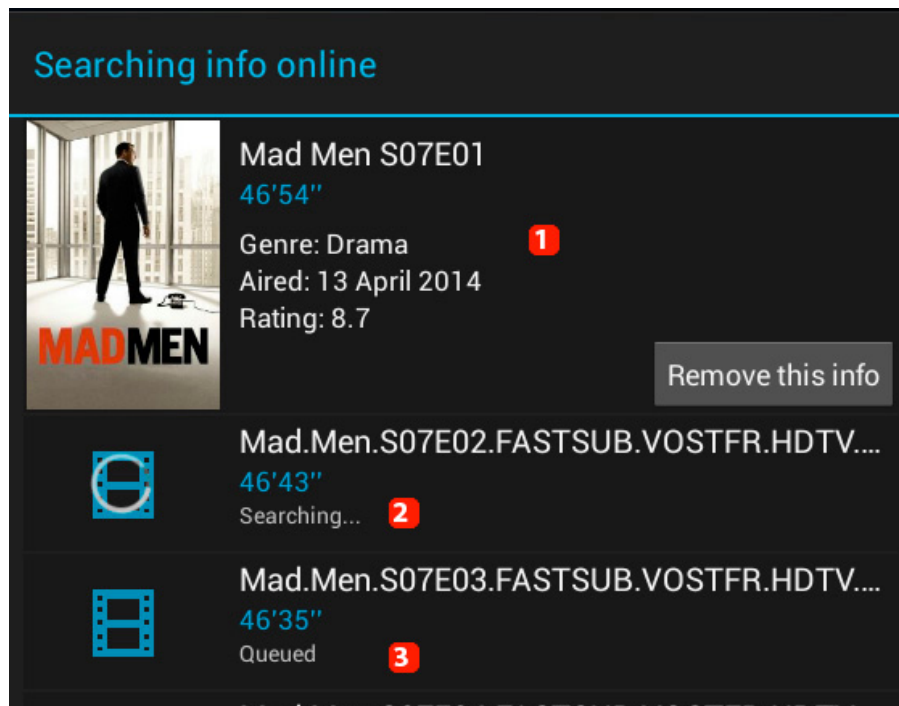 Searching info online
Mad Men S07E01
46'54''
Genre: Drama
1
Aired: 13 April 2014
Rating: 8.7
MADMEN
Remove this info
Mad.Men.S07E02.FASTSUB.VOSTFR.HDTV....
46'43''
Searching...
2
Mad.Men.S07E03.FASTSUB.VOSTFR.HDTV....
46'35''
Queued
3